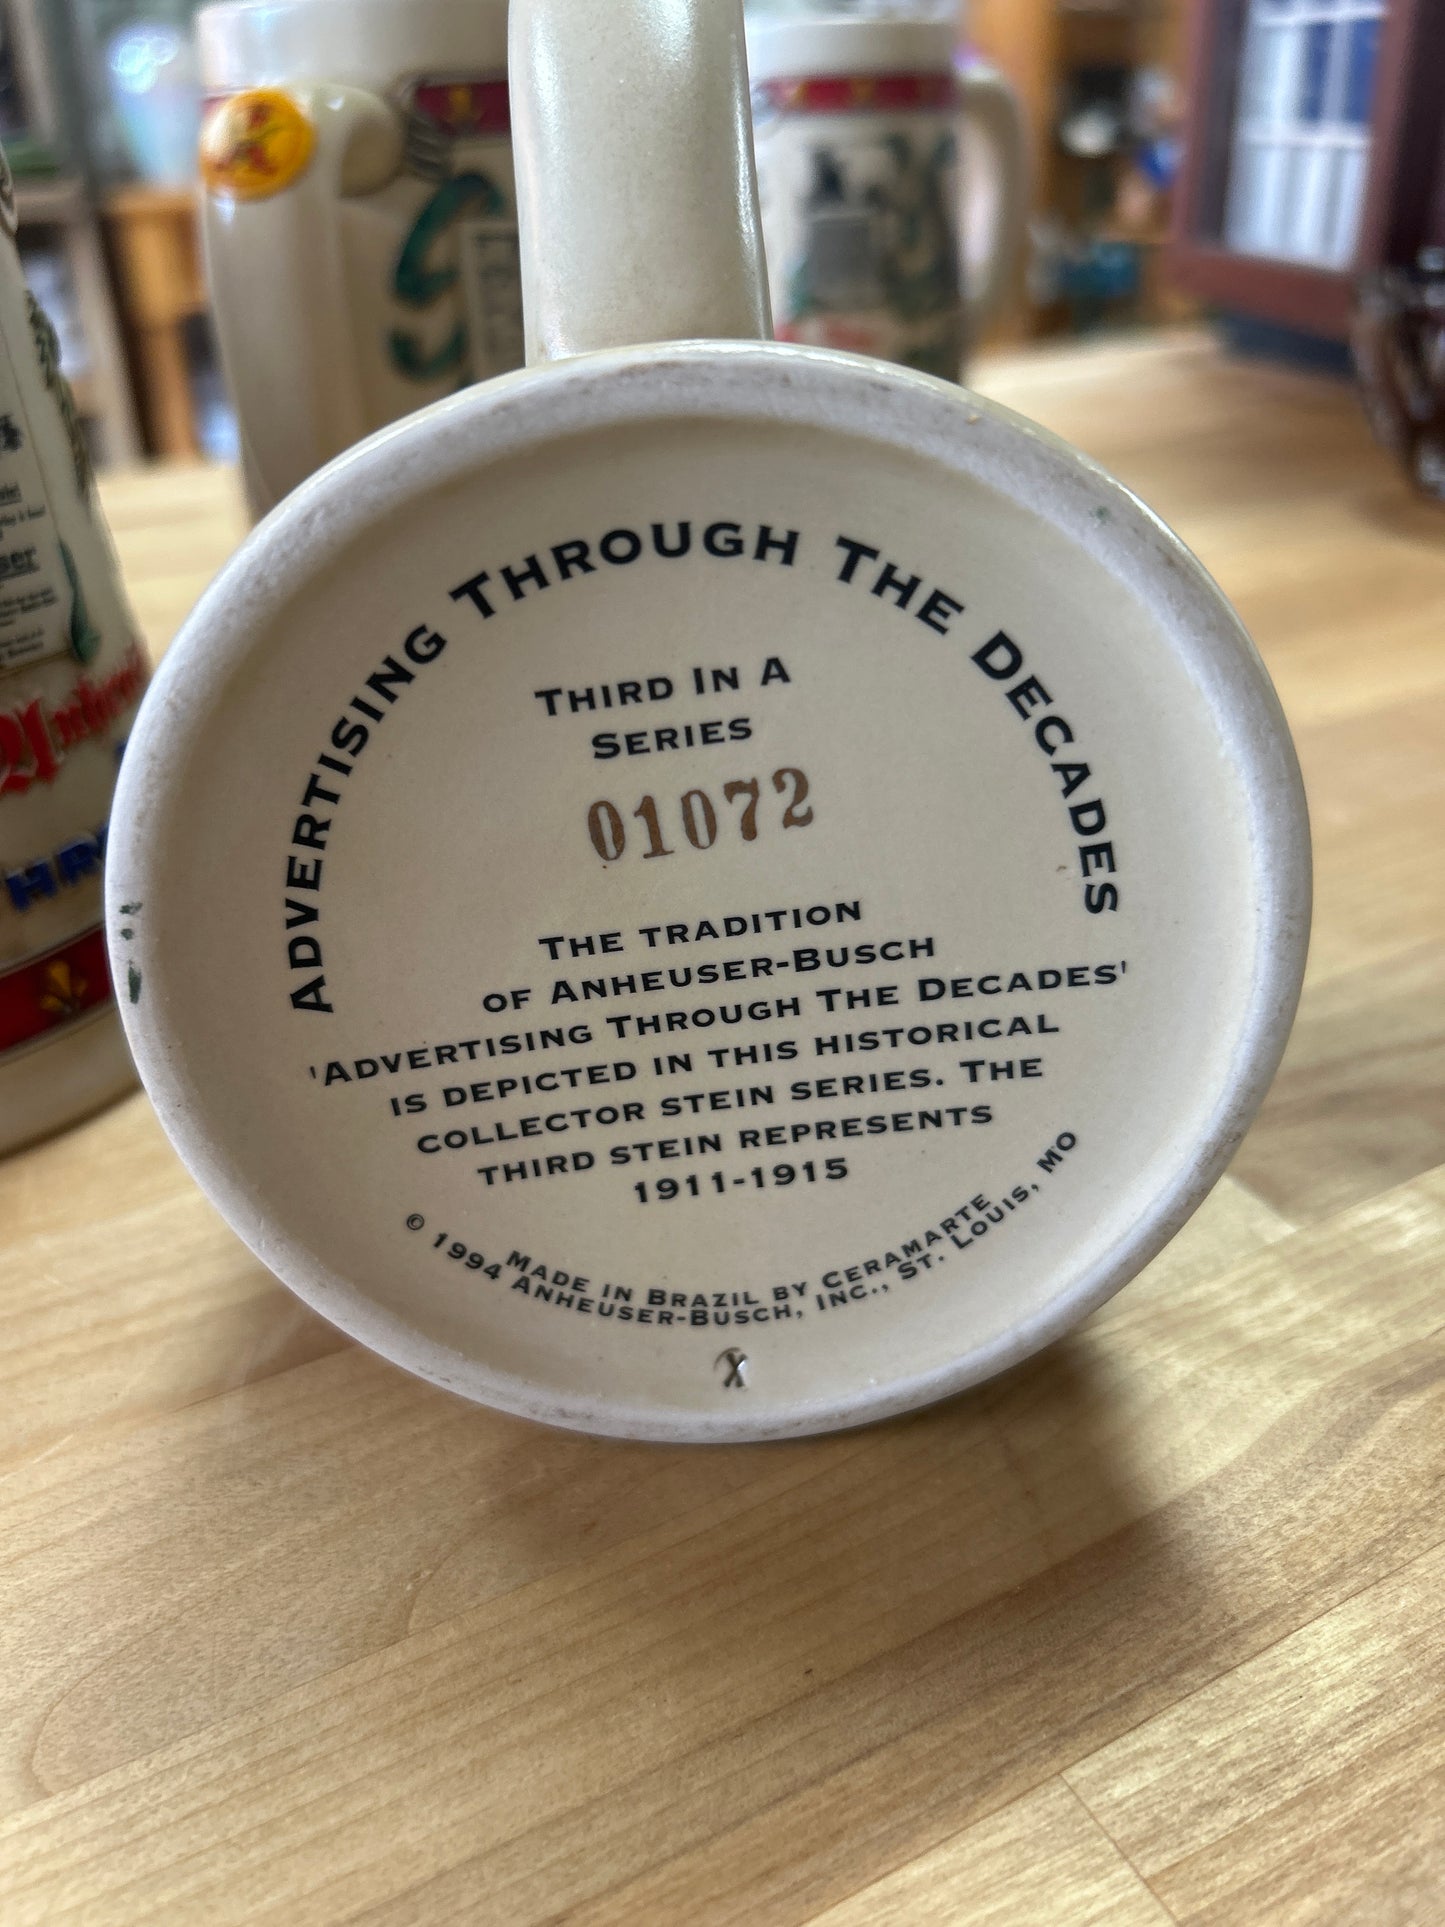 ADVERTISING THROUGH THE DECADES
THIRD IN A
SERIES
01072
THE TRADITION
OF ANHEUSER-BUSCH
'ADVERTISING THROUGH THE DECADES'
IS DEPICTED IN THIS HISTORICAL
COLLECTOR STEIN SERIES. THE
THIRD STEIN REPRESENTS
1911-1915
MADE IN BRAZIL BY CERAMARTE
© 1994 ANHEUSER-BUSCH, INC., ST. LOUIS, MO
X